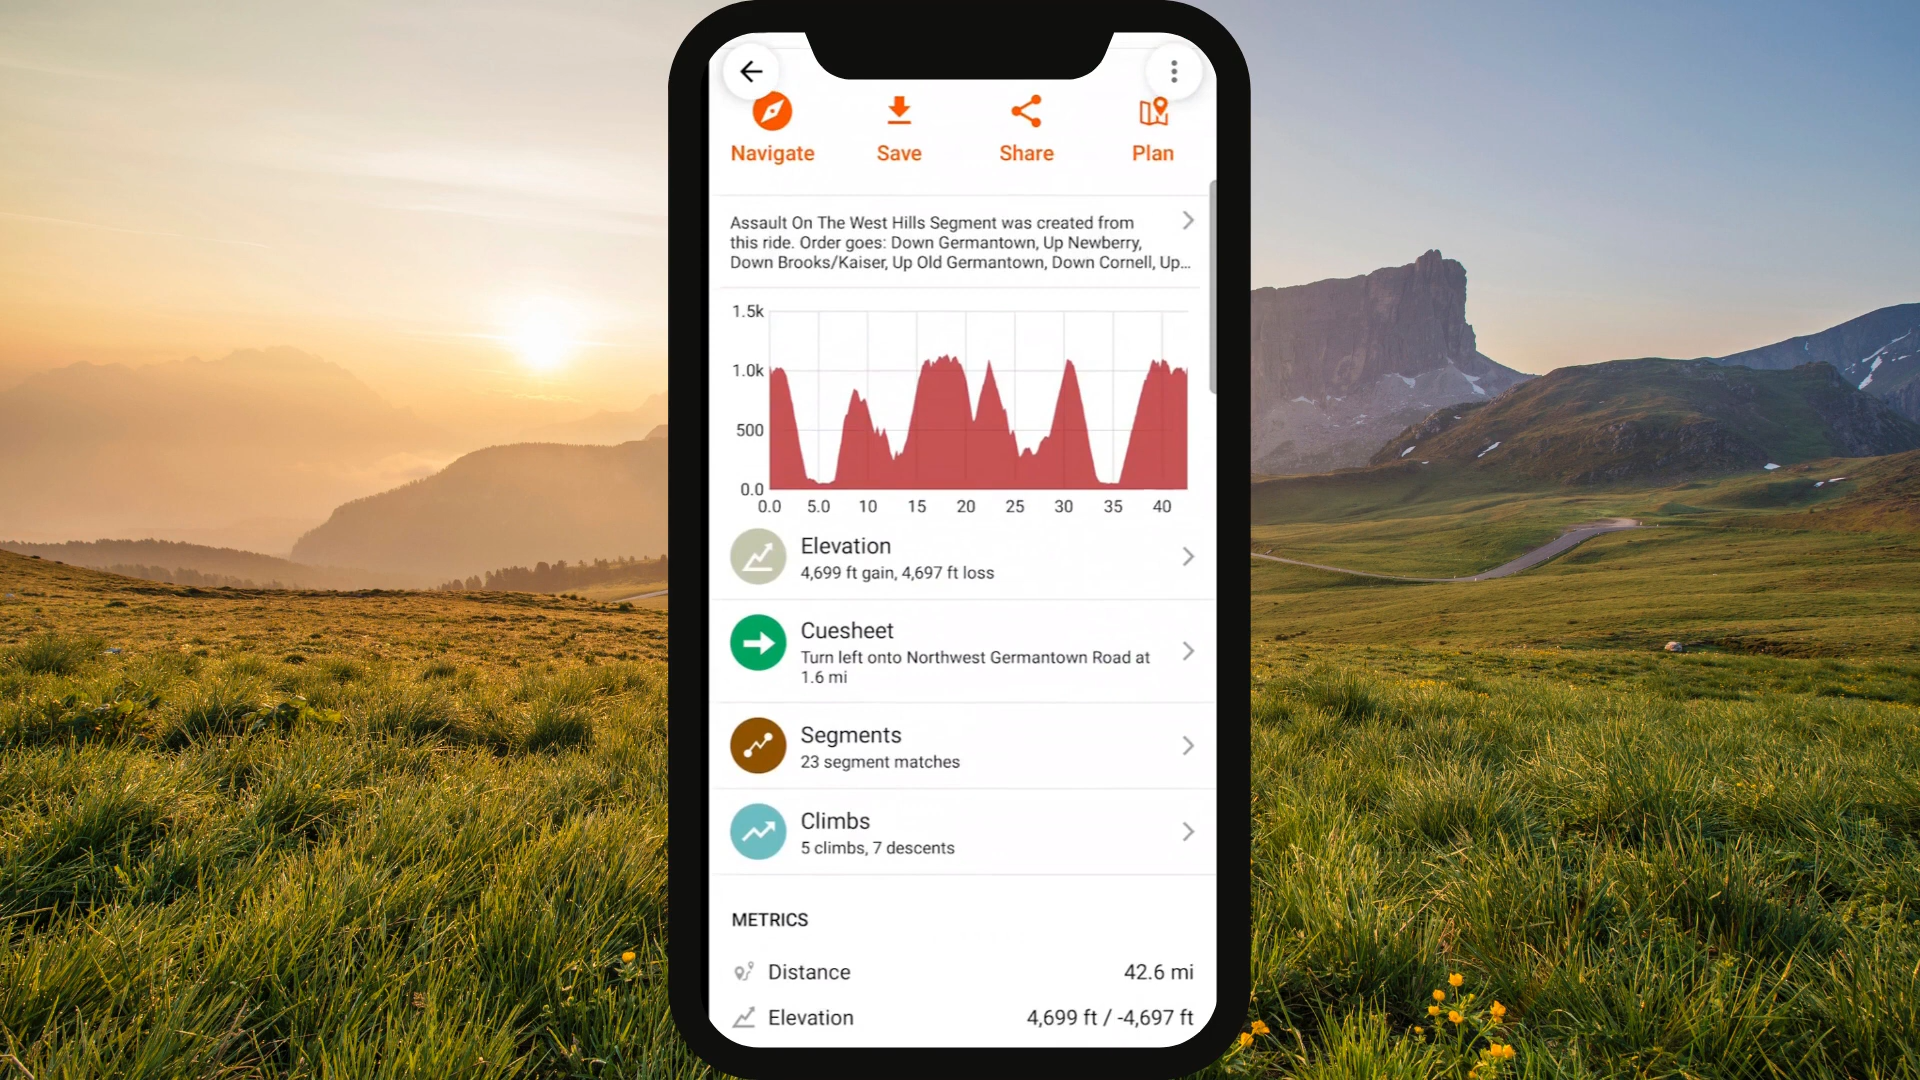 Navigate Save Share Plan
Assault On The West Hills Segment was created from
this ride. Order goes: Down Germantown, Up Newberry,
Down Brooks/Kaiser, Up Old Germantown, Down Cornell, Up...
1.5k
1.0k
500
0.0
0.0 5.0 10 15 20 25 30 35 40
Elevation
4,699 ft gain, 4,697 ft loss
Cuesheet
Turn left onto Northwest Germantown Road at
1.6 mi
Segments
23 segment matches
Climbs
5 climbs, 7 descents
METRICS
Distance 42.6 mi
Elevation 4,699 ft / -4,697 ft